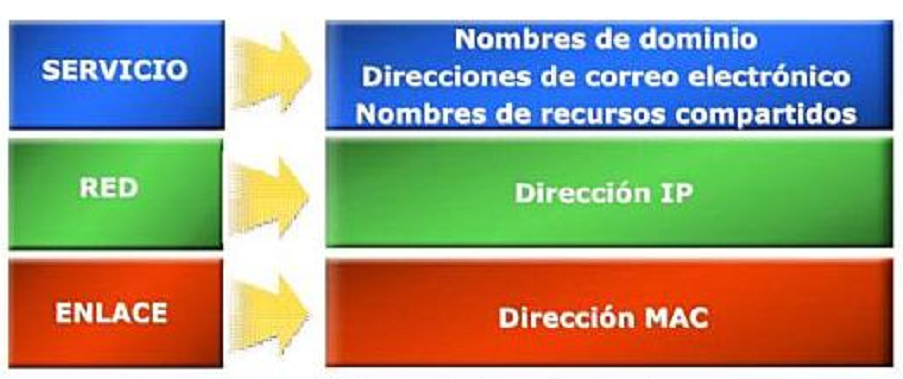 SERVICIO
Nombres de dominio
Direcciones de correo electrónico
Nombres de recursos compartidos
RED
Dirección IP
ENLACE
Dirección MAC